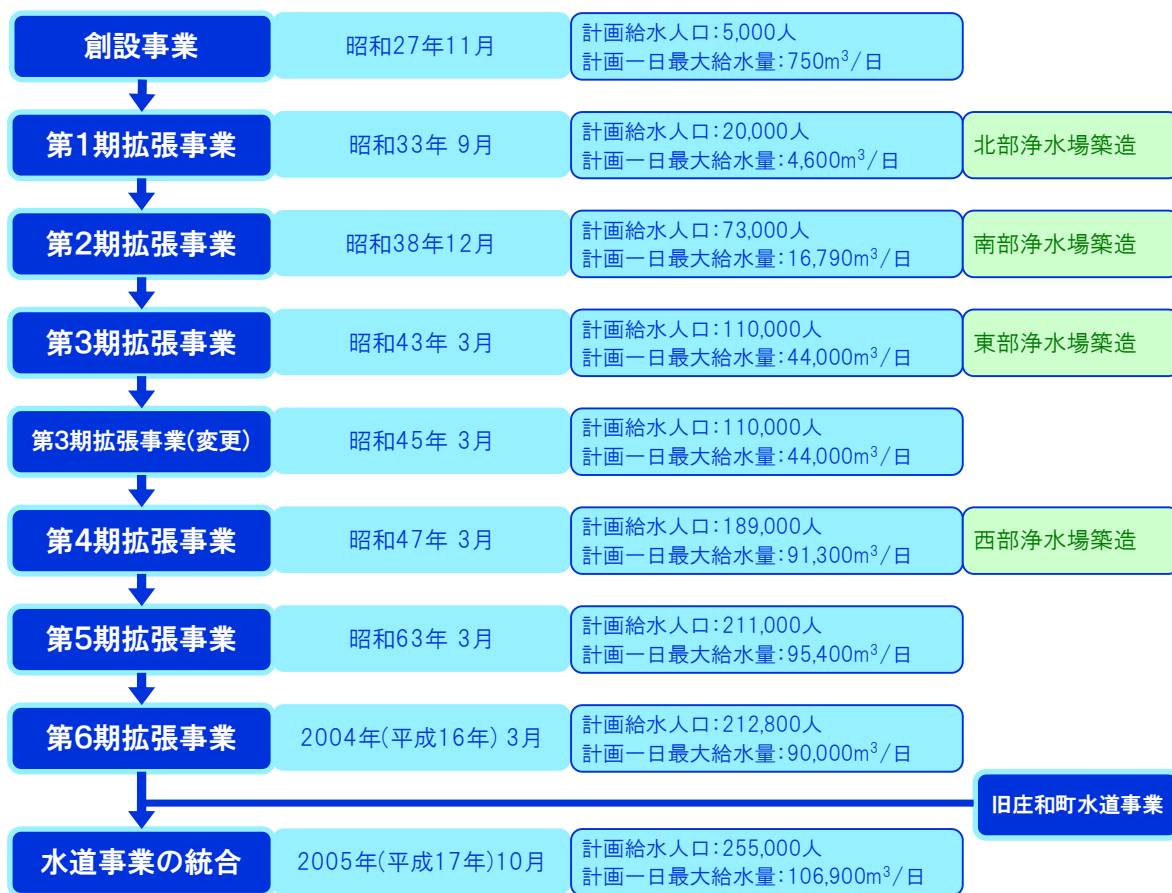 創設事業
昭和27年11月
計画給水人口:5,000人
計画一日最大給水量:750m³/日
第1期拡張事業
昭和33年 9月
計画給水人口:20,000人
計画一日最大給水量:4,600m³/日
北部浄水場築造
第2期拡張事業
昭和38年12月
計画給水人口:73,000人
計画一日最大給水量:16,790m³/日
南部浄水場築造
第3期拡張事業
昭和43年 3月
計画給水人口:110,000人
計画一日最大給水量:44,000m³/日
東部浄水場築造
第3期拡張事業(変更)
昭和45年 3月
計画給水人口:110,000人
計画一日最大給水量:44,000m³/日
第4期拡張事業
昭和47年 3月
計画給水人口:189,000人
計画一日最大給水量:91,300m³/日
西部浄水場築造
第5期拡張事業
昭和63年 3月
計画給水人口:211,000人
計画一日最大給水量:95,400m³/日
第6期拡張事業
2004年(平成16年) 3月
計画給水人口:212,800人
計画一日最大給水量:90,000m³/日
旧庄和町水道事業
水道事業の統合
2005年(平成17年)10月
計画給水人口:255,000人
計画一日最大給水量:106,900m³/日